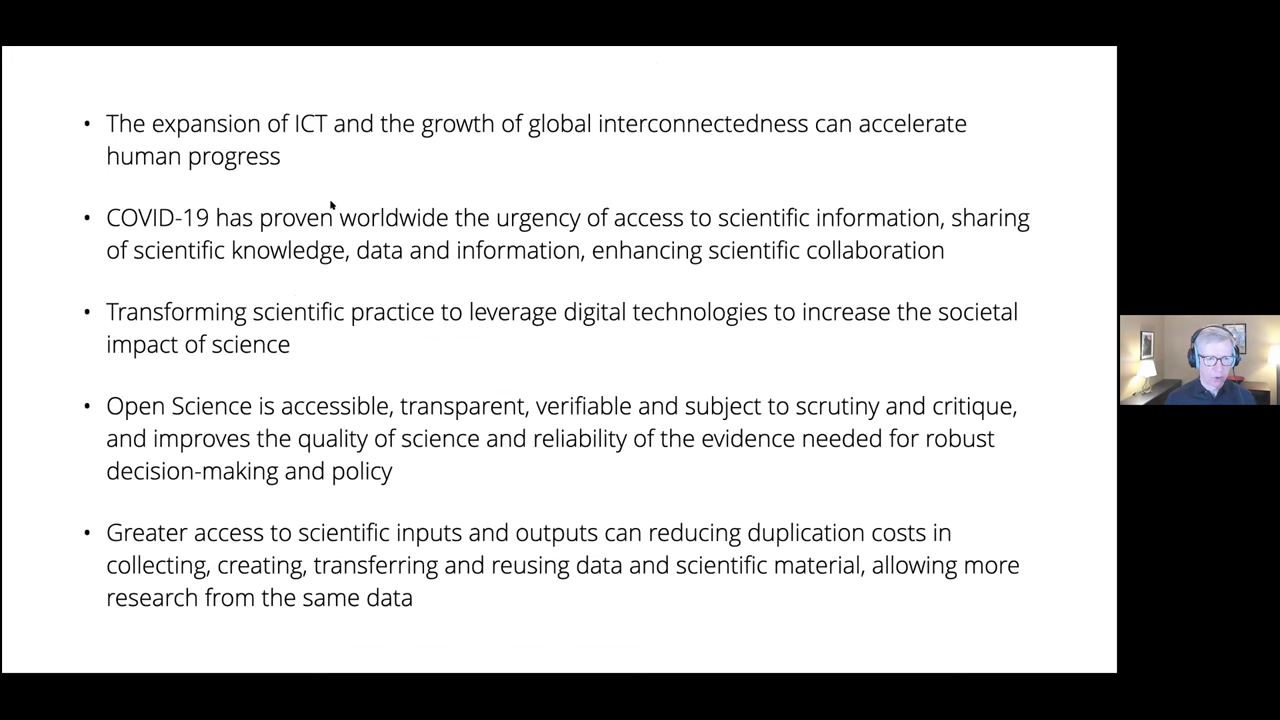 • The expansion of ICT and the growth of global interconnectedness can accelerate
human progress
• COVID-19 has proven worldwide the urgency of access to scientific information, sharing
of scientific knowledge, data and information, enhancing scientific collaboration
• Transforming scientific practice to leverage digital technologies to increase the societal
impact of science
• Open Science is accessible, transparent, verifiable and subject to scrutiny and critique,
and improves the quality of science and reliability of the evidence needed for robust
decision-making and policy
• Greater access to scientific inputs and outputs can reducing duplication costs in
collecting, creating, transferring and reusing data and scientific material, allowing more
research from the same data